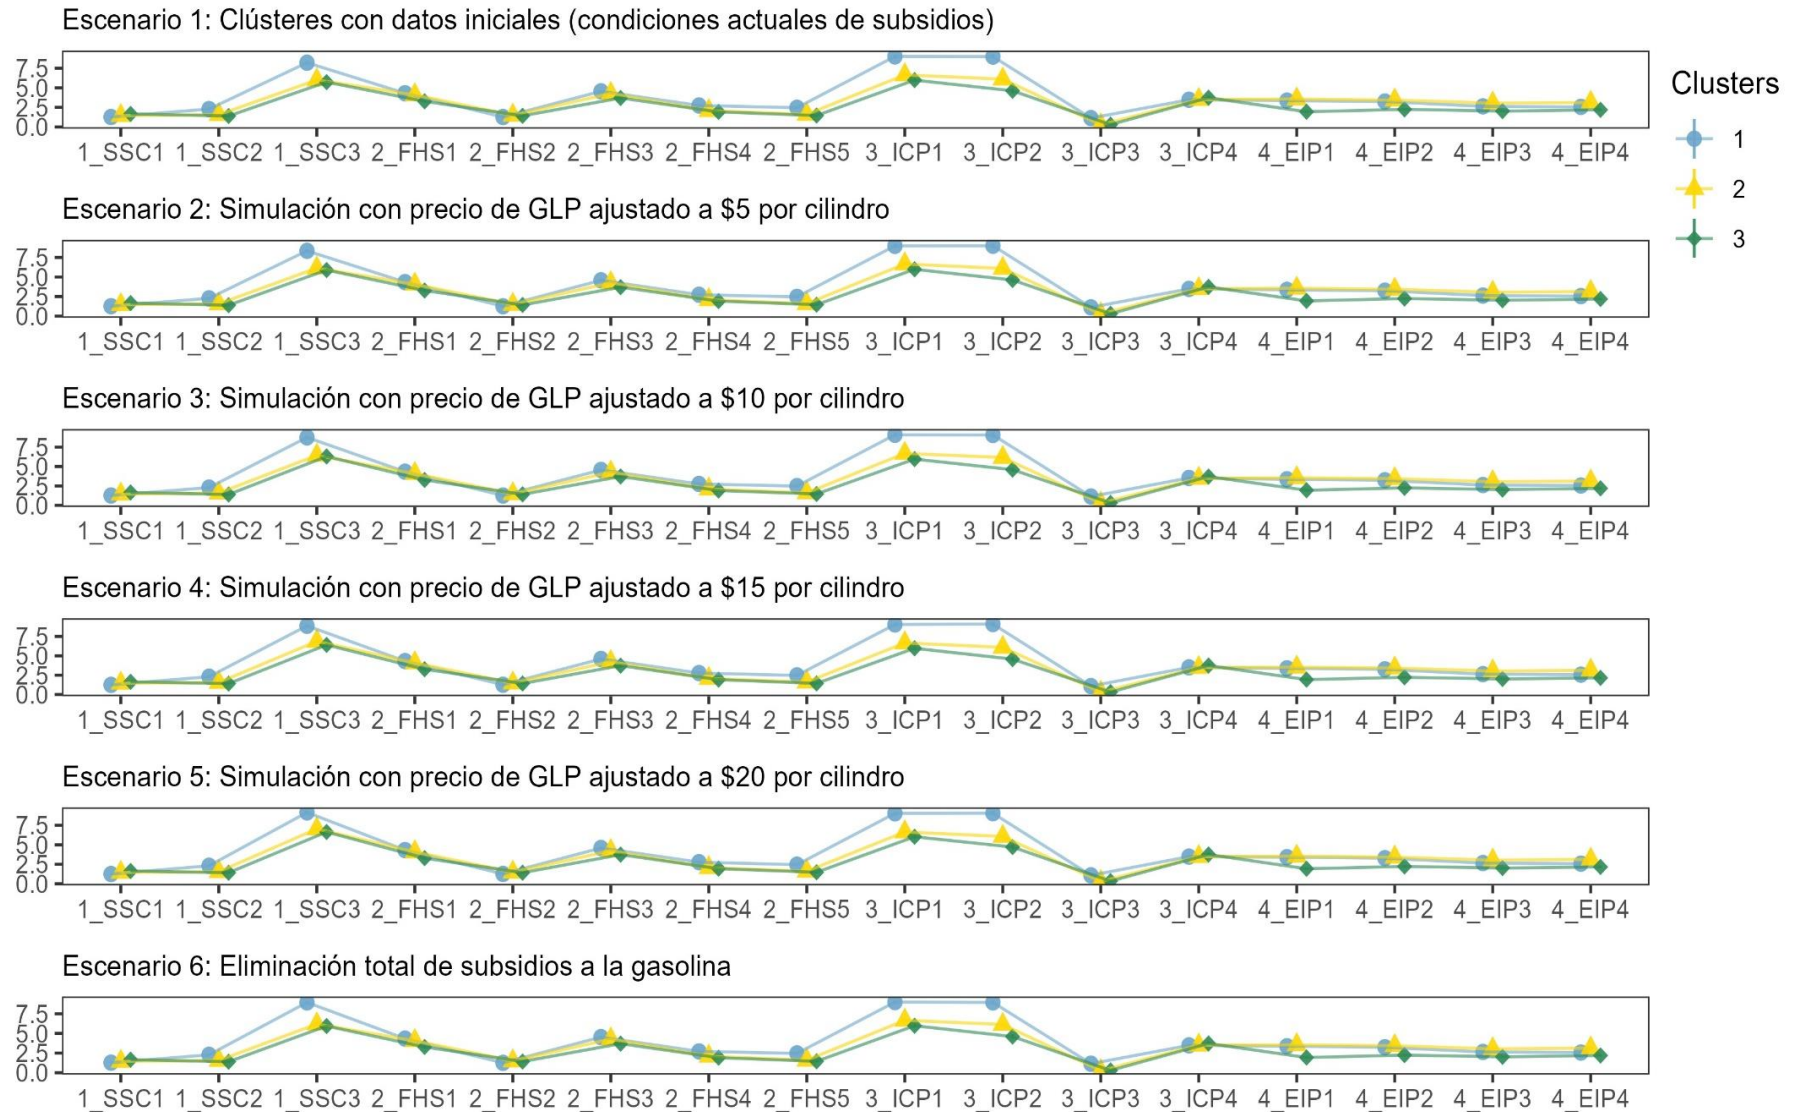 Escenario 1: Clústeres con datos iniciales (condiciones actuales de subsidios)
7.5
5.0
2.5
0.0
1_SSC1 1_SSC2 1_SSC3 2_FHS1 2_FHS2 2_FHS3 2_FHS4 2_FHS5 3_ICP1 3_ICP2 3_ICP3 3_ICP4 4_EIP1 4_EIP2 4_EIP3 4_EIP4
Clusters
1
2
3
Escenario 2: Simulación con precio de GLP ajustado a $5 por cilindro
7.5
5.0
2.5
0.0
1_SSC1 1_SSC2 1_SSC3 2_FHS1 2_FHS2 2_FHS3 2_FHS4 2_FHS5 3_ICP1 3_ICP2 3_ICP3 3_ICP4 4_EIP1 4_EIP2 4_EIP3 4_EIP4
Escenario 3: Simulación con precio de GLP ajustado a $10 por cilindro
7.5
5.0
2.5
0.0
1_SSC1 1_SSC2 1_SSC3 2_FHS1 2_FHS2 2_FHS3 2_FHS4 2_FHS5 3_ICP1 3_ICP2 3_ICP3 3_ICP4 4_EIP1 4_EIP2 4_EIP3 4_EIP4
Escenario 4: Simulación con precio de GLP ajustado a $15 por cilindro
7.5
5.0
2.5
0.0
1_SSC1 1_SSC2 1_SSC3 2_FHS1 2_FHS2 2_FHS3 2_FHS4 2_FHS5 3_ICP1 3_ICP2 3_ICP3 3_ICP4 4_EIP1 4_EIP2 4_EIP3 4_EIP4
Escenario 5: Simulación con precio de GLP ajustado a $20 por cilindro
7.5
5.0
2.5
0.0
1_SSC1 1_SSC2 1_SSC3 2_FHS1 2_FHS2 2_FHS3 2_FHS4 2_FHS5 3_ICP1 3_ICP2 3_ICP3 3_ICP4 4_EIP1 4_EIP2 4_EIP3 4_EIP4
Escenario 6: Eliminación total de subsidios a la gasolina
7.5
5.0
2.5
0.0
1_SSC1 1_SSC2 1_SSC3 2_FHS1 2_FHS2 2_FHS3 2_FHS4 2_FHS5 3_ICP1 3_ICP2 3_ICP3 3_ICP4 4_EIP1 4_EIP2 4_EIP3 4_EIP4